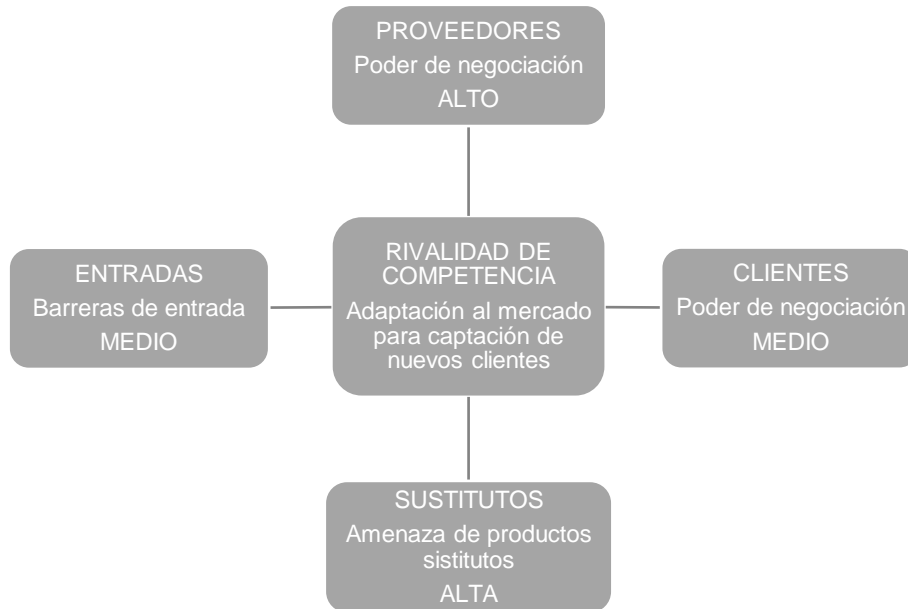 PROVEEDORES
Poder de negociación
ALTO
ENTRADAS
Barreras de entrada
MEDIO
RIVALIDAD DE
COMPETENCIA
Adaptación al mercado
para captación de
nuevos clientes
CLIENTES
Poder de negociación
MEDIO
SUSTITUTOS
Amenaza de productos
sistitutos
ALTA